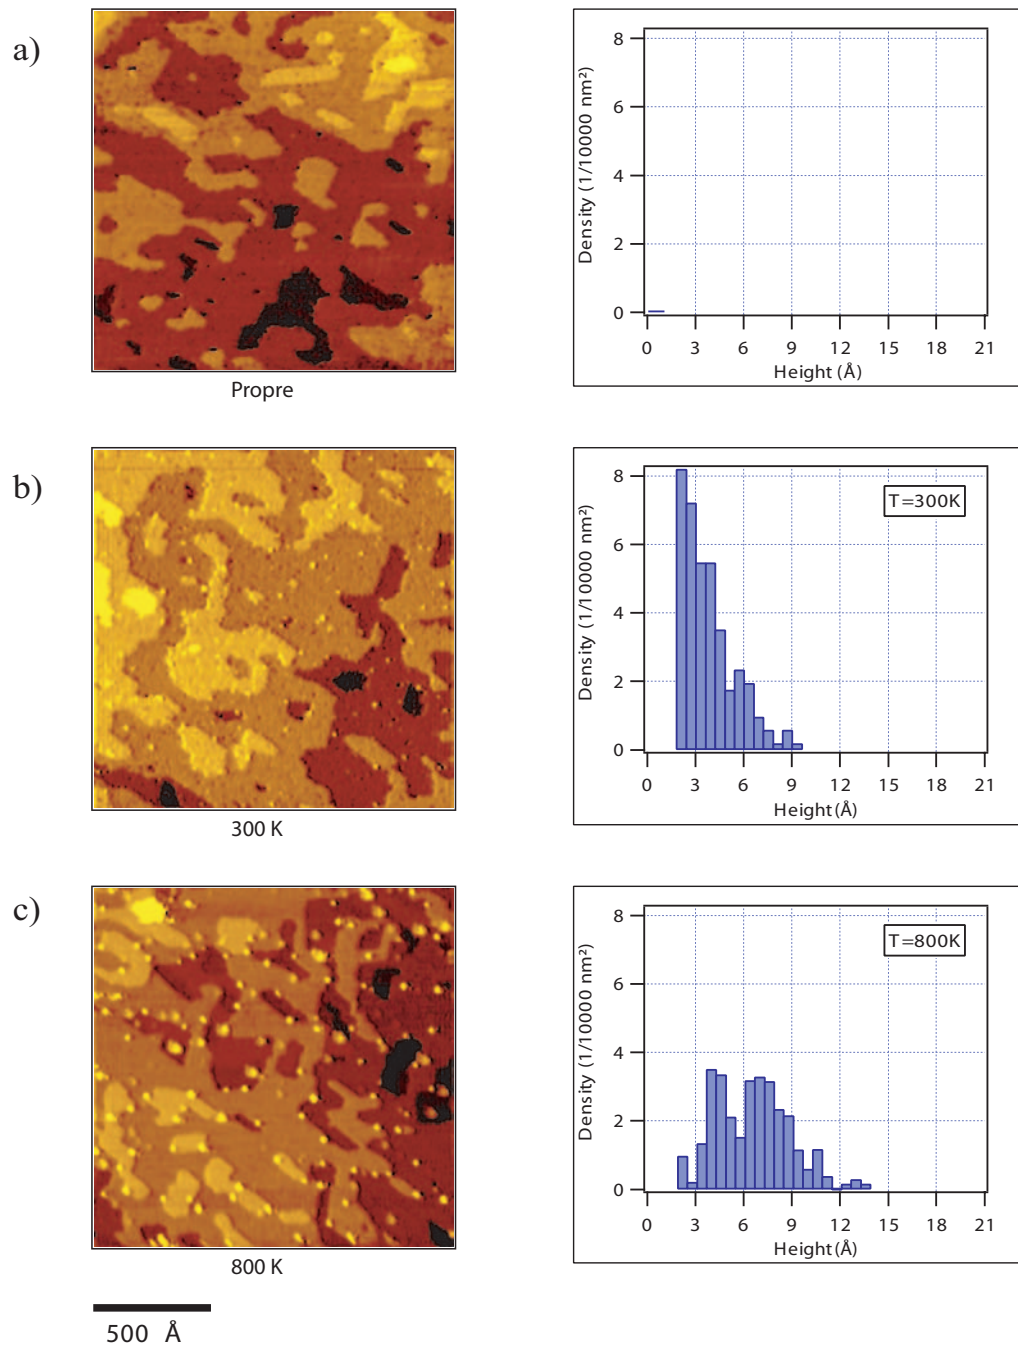 a)
Propre
Density (1/10000 nm²)
8
6
4
2
0
0 3 6 9 12 15 18 21
Height (Å)
b)
300 K
Density (1/10000 nm²)
8
6
4
2
0
T=300K
0 3 6 9 12 15 18 21
Height (Å)
c)
800 K
Density (1/10000 nm²)
8
6
4
2
0
T=800K
0 3 6 9 12 15 18 21
Height (Å)
500 Å